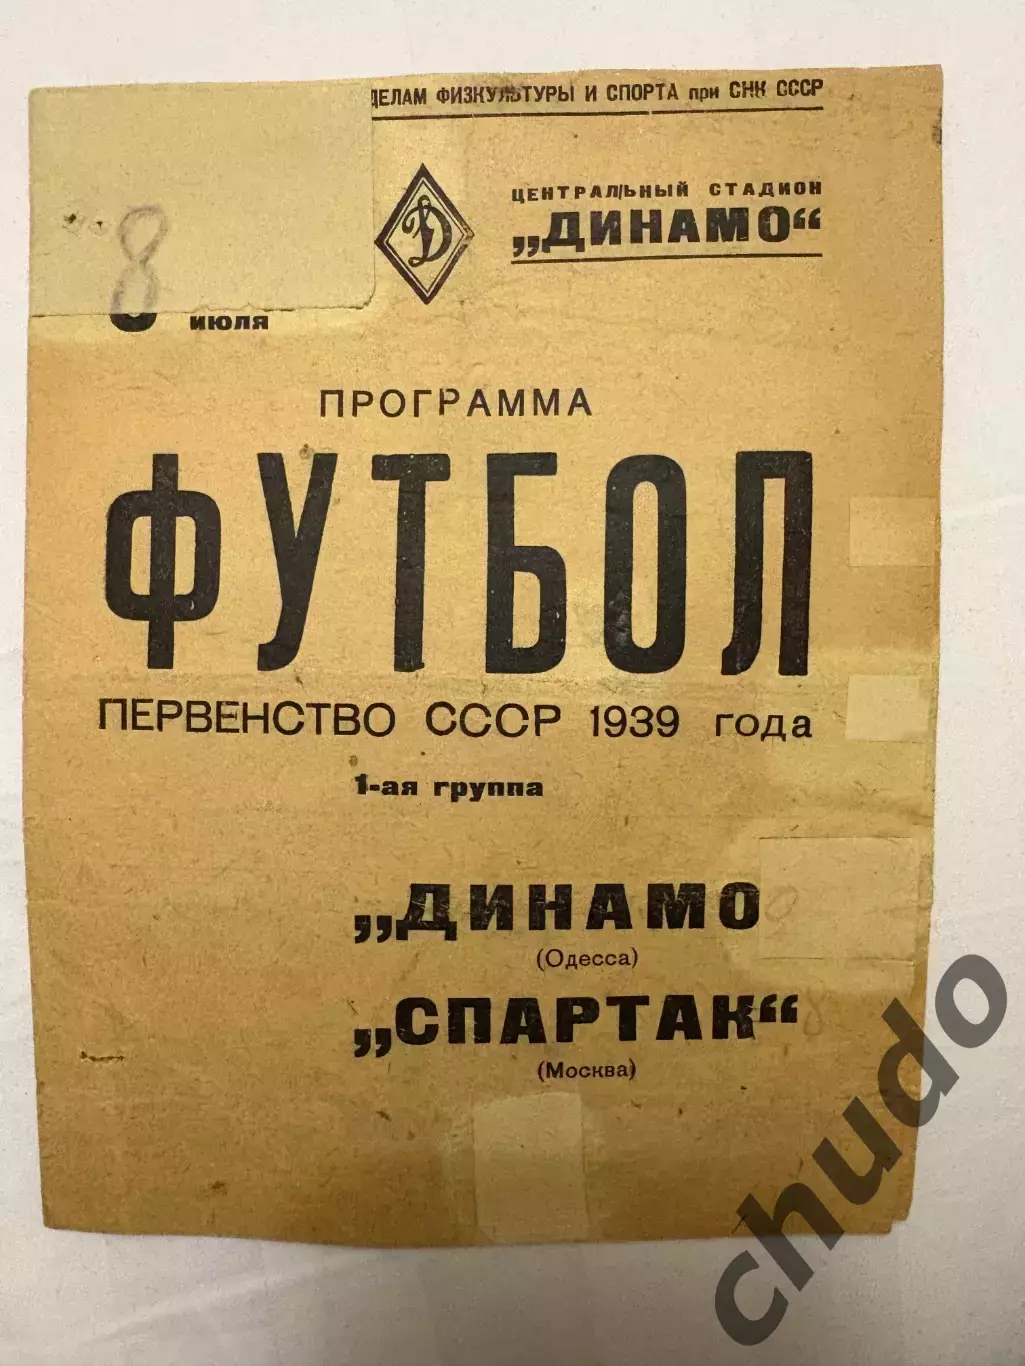 ДЕЛАМ ФИЗКУЛЬТУРЫ И СПОРТА при СНК СССР
ЦЕНТРАЛЬНЫЙ СТАДИОН
„ДИНАМО“
8
июля
ПРОГРАММА
ФУТБОЛ
ПЕРВЕНСТВО СССР 1939 года
1-ая группа
„ДИНАМО
(Одесса)
„СПАРТАК“
(Москва)
chudo